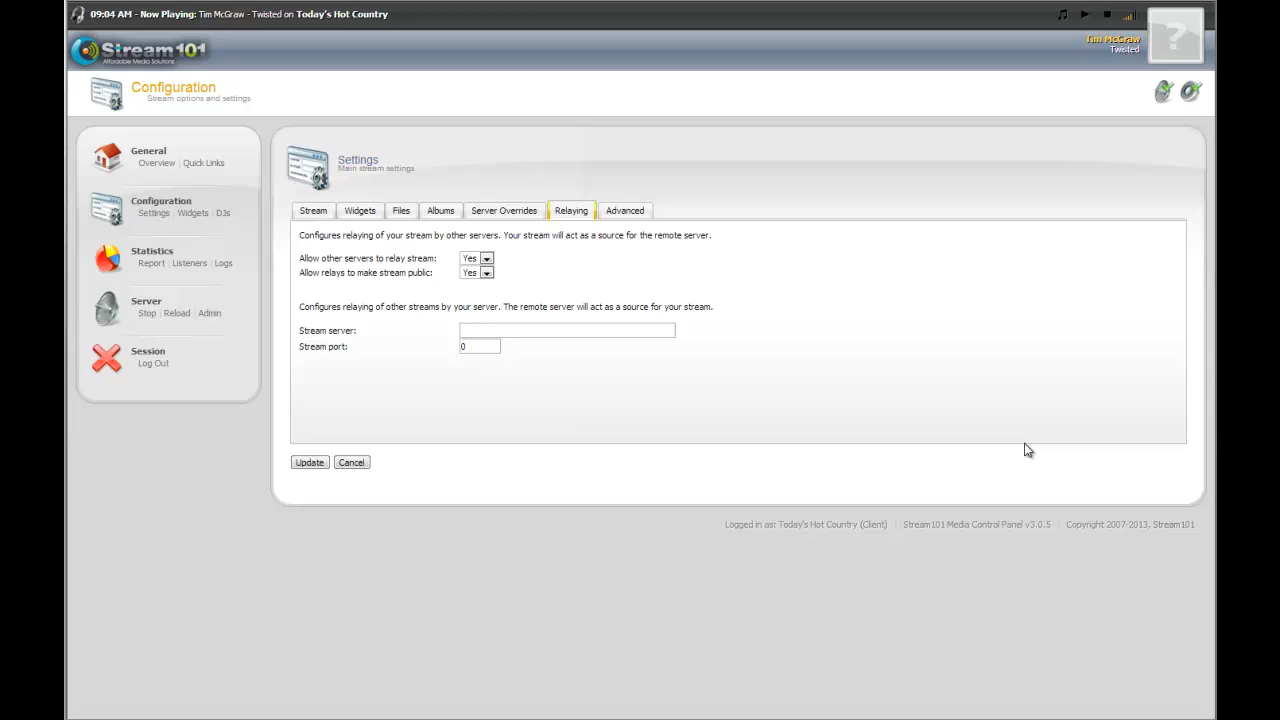 09:04 AM - Now Playing: Tim McGraw - Twisted on Today's Hot Country
Stream101
Affordable Media Solutions
Tim McGraw
Twisted
?
Configuration
Stream options and settings
General
Overview | Quick Links
Configuration
Settings | Widgets | DJs
Statistics
Report | Listeners | Logs
Server
Stop | Reload | Admin
Session
Log Out
Settings
Main stream settings
Stream Widgets Files Albums Server Overrides Relaying Advanced
Configures relaying of your stream by other servers. Your stream will act as a source for the remote server.
Allow other servers to relay stream: Yes
Allow relays to make stream public: Yes
Configures relaying of other streams by your server. The remote server will act as a source for your stream.
Stream server:
Stream port: 0
Update Cancel
Logged in as: Today's Hot Country (Client) | Stream101 Media Control Panel v3.0.5 | Copyright 2007-2013, Stream101